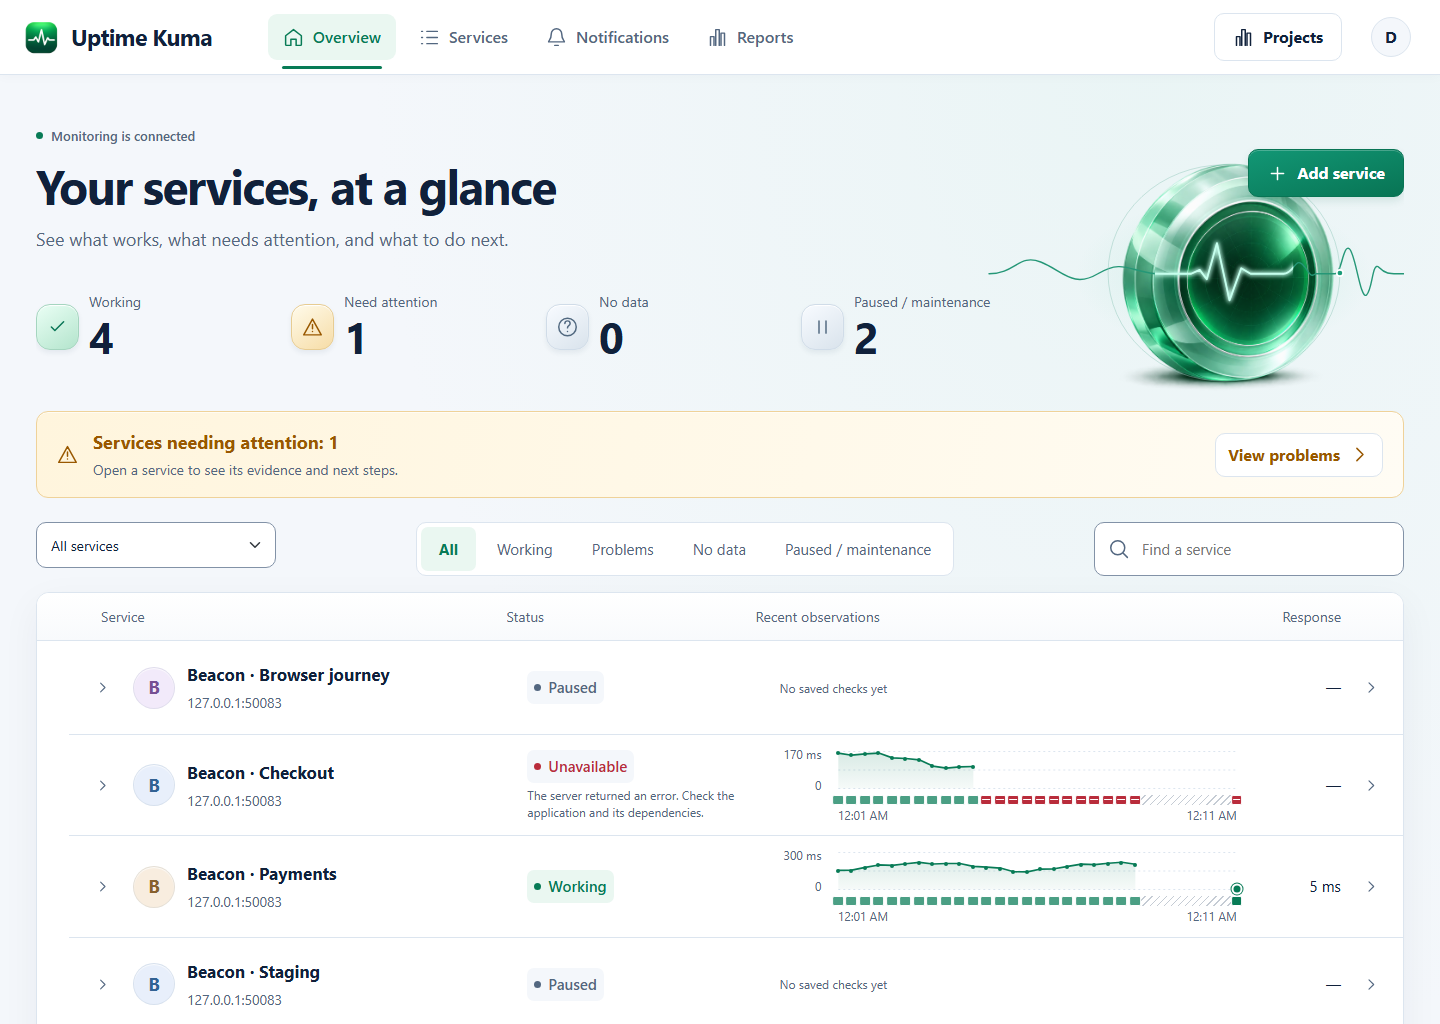 Uptime Kuma
Overview
Services
Notifications
Reports
Projects
D
Monitoring is connected
Your services, at a glance
See what works, what needs attention, and what to do next.
Add service
Working
4
Need attention
1
No data
0
Paused / maintenance
2
Services needing attention: 1
Open a service to see its evidence and next steps.
View problems
All services
All
Working
Problems
No data
Paused / maintenance
Find a service
Service
Status
Recent observations
Response
B
Beacon · Browser journey
127.0.0.1:50083
Paused
No saved checks yet
—
B
Beacon · Checkout
127.0.0.1:50083
Unavailable
The server returned an error. Check the
application and its dependencies.
170 ms
0
12:01 AM
12:11 AM
—
B
Beacon · Payments
127.0.0.1:50083
Working
300 ms
0
12:01 AM
12:11 AM
5 ms
B
Beacon · Staging
127.0.0.1:50083
Paused
No saved checks yet
—